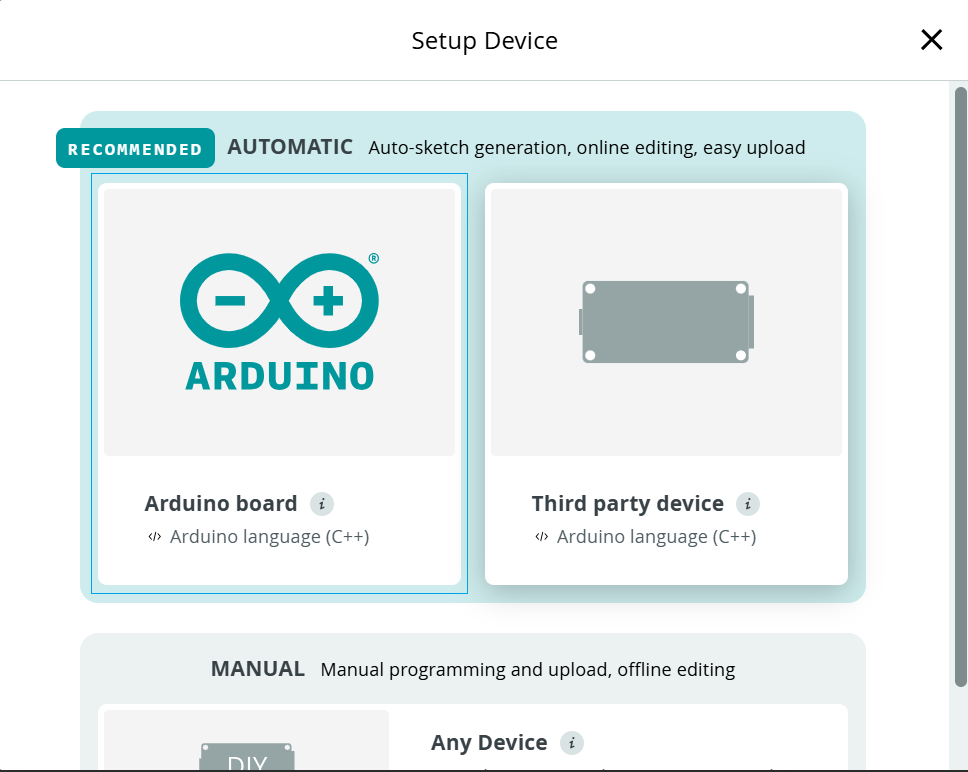 Setup Device
RECOMMENDED AUTOMATIC Auto-sketch generation, online editing, easy upload
®
ARDUINO
Arduino board i
</> Arduino language (C++)
Third party device i
</> Arduino language (C++)
MANUAL Manual programming and upload, offline editing
DIY
Any Device i